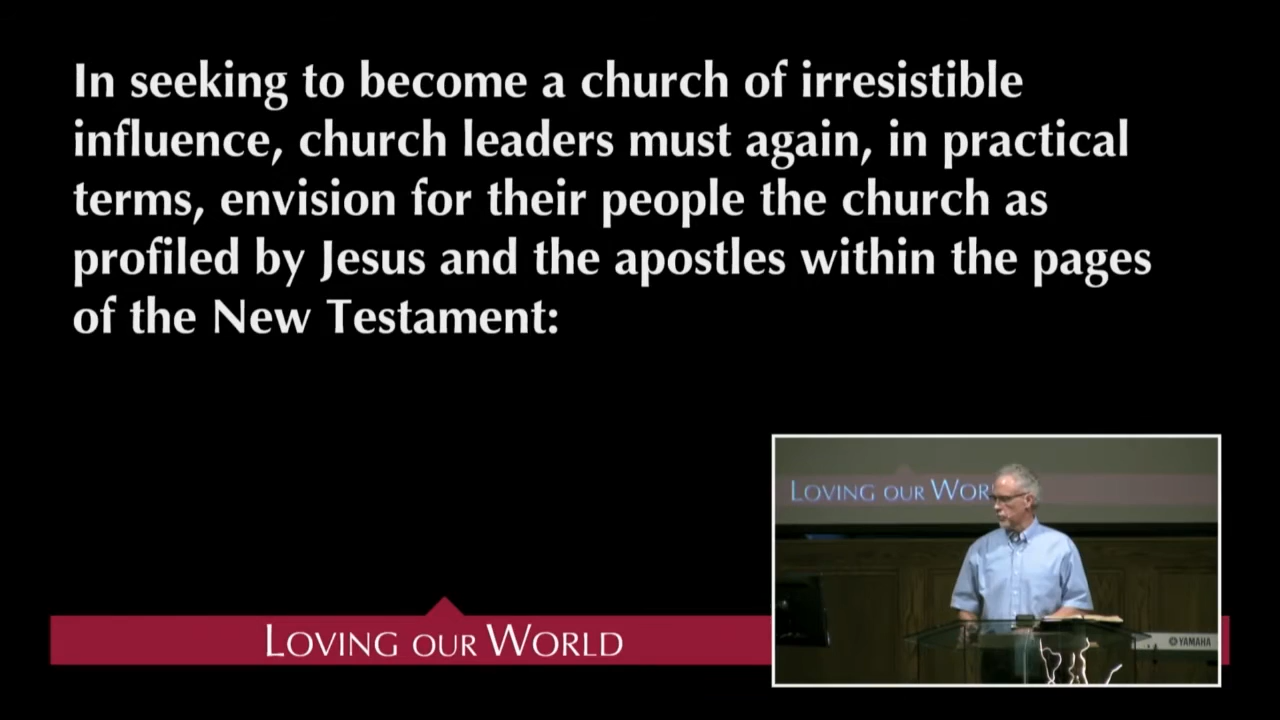 In seeking to become a church of irresistible
influence, church leaders must again, in practical
terms, envision for their people the church as
profiled by Jesus and the apostles within the pages
of the New Testament:
LOVING OUR WOR
LOVING OUR WORLD
YAMAHA